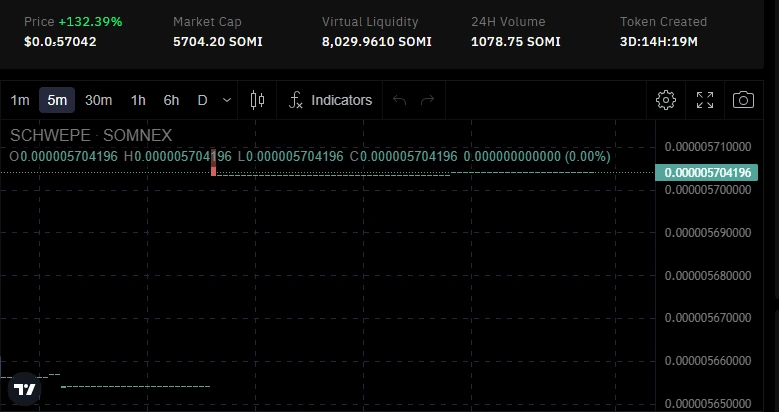 Price +132.39% Market Cap Virtual Liquidity 24H Volume Token Created
$0.0₅57042 5704.20 SOMI 8,029.9610 SOMI 1078.75 SOMI 3D:14H:19M
1m 5m 30m 1h 6h D Indicators
SCHWEPE · SOMNEX
O0.000005704196 H0.000005704196 L0.000005704196 C0.000005704196 0.000000000000 (0.00%)
0.000005710000
0.000005704196
0.000005700000
0.000005690000
0.000005680000
0.000005670000
0.000005660000
0.000005650000